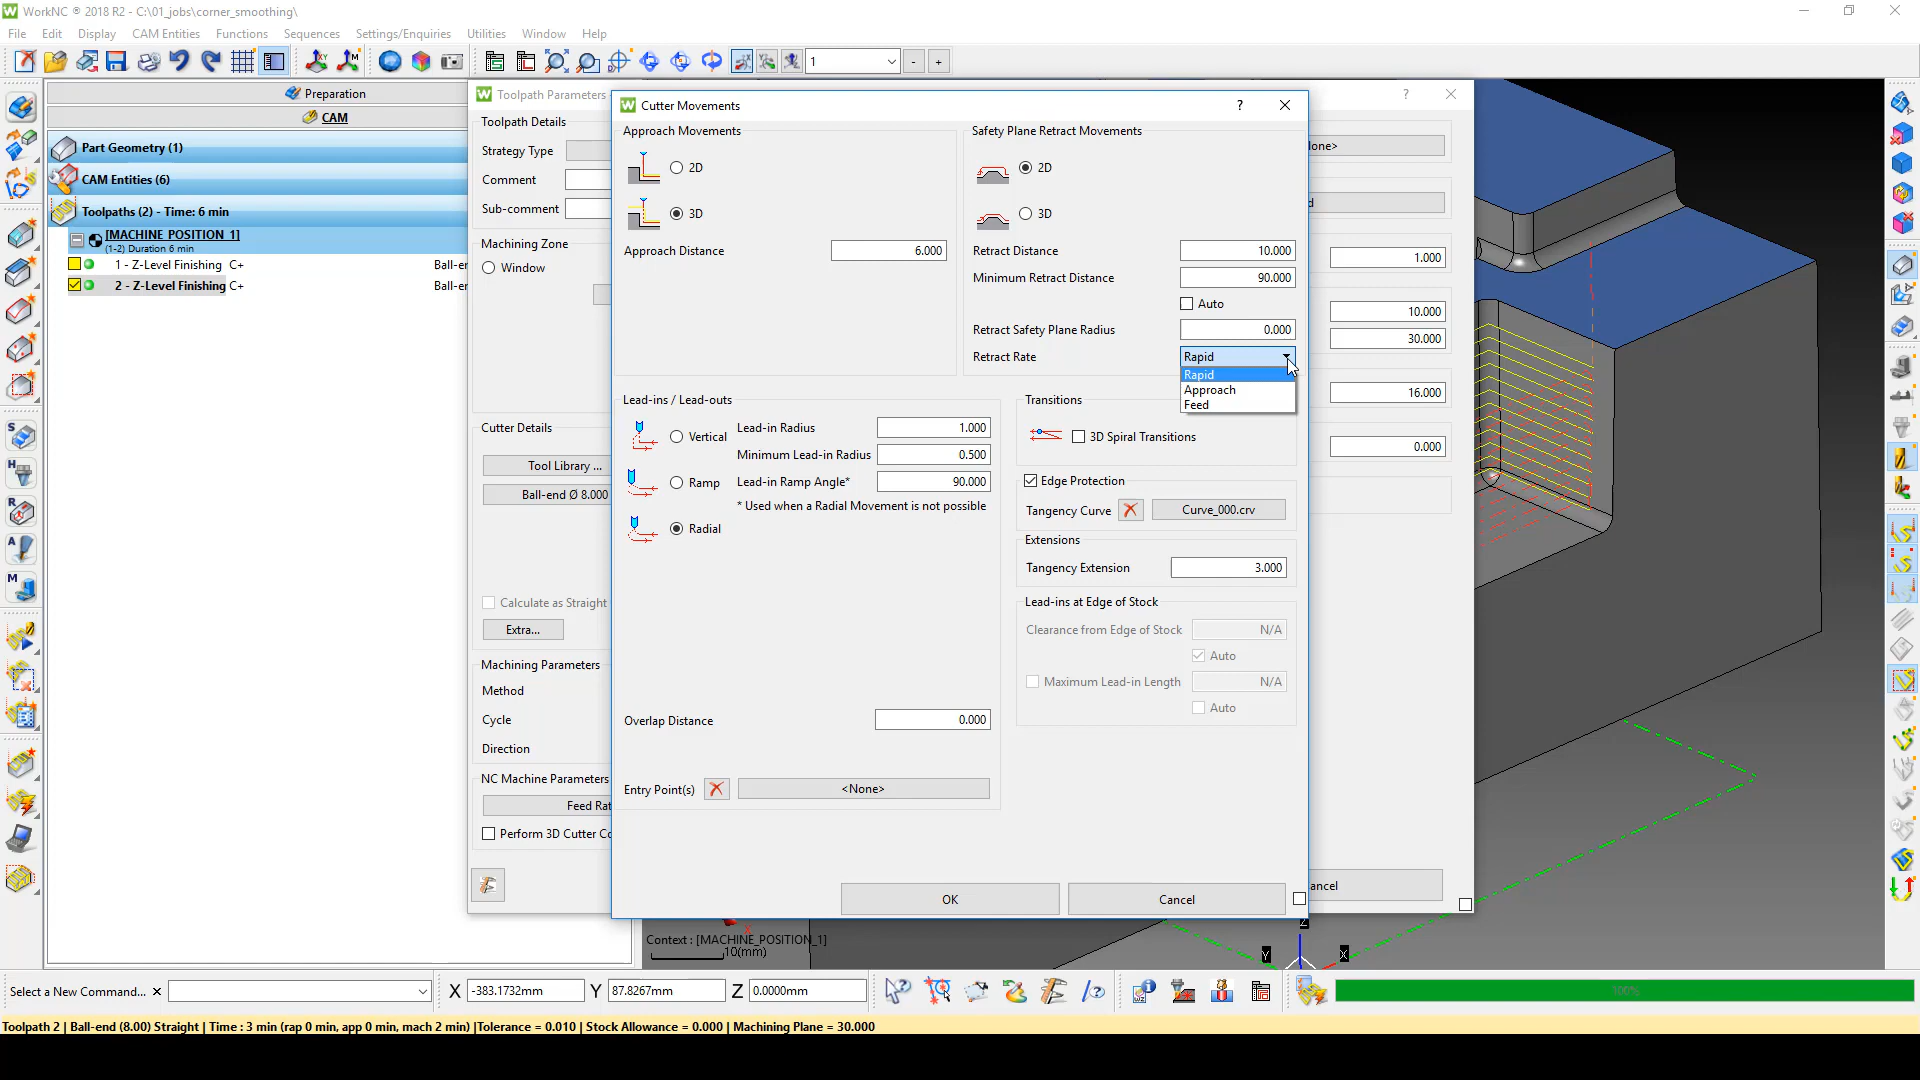 WorkNC ® 2018 R2 - C:\01_jobs\corner_smoothing\
File Edit Display CAM Entities Functions Sequences Settings/Enquiries Utilities Window Help
1
- +
Preparation
CAM
Part Geometry (1)
CAM Entities (6)
Toolpaths (2) - Time: 6 min
[MACHINE_POSITION_1]
(1-2) Duration 6 min
1 - Z-Level Finishing C+ Ball-e
2 - Z-Level Finishing C+ Ball-e
Toolpath Parameters -
Toolpath Details
Strategy Type
Comment
Sub-comment
Machining Zone
Window
Cutter Details
Tool Library ...
Ball-end Ø 8.000
Calculate as Straight
Extra...
Machining Parameters
Method
Cycle
Direction
NC Machine Parameters
Feed Rat
Perform 3D Cutter Co
Cutter Movements
?
Approach Movements
2D
3D
Approach Distance 6.000
Safety Plane Retract Movements
2D
3D
Retract Distance 10.000
Minimum Retract Distance 90.000
Auto
Retract Safety Plane Radius 0.000
Retract Rate Rapid
Rapid
Approach
Feed
Lead-ins / Lead-outs
Vertical
Ramp
Radial
Lead-in Radius 1.000
Minimum Lead-in Radius 0.500
Lead-in Ramp Angle* 90.000
* Used when a Radial Movement is not possible
Overlap Distance 0.000
Entry Point(s) <None>
Transitions
3D Spiral Transitions
Edge Protection
Tangency Curve Curve_000.crv
Extensions
Tangency Extension 3.000
Lead-ins at Edge of Stock
Clearance from Edge of Stock N/A
Auto
Maximum Lead-in Length N/A
Auto
OK Cancel
?
lone>
d
1.000
10.000
30.000
16.000
0.000
ancel
Context : [MACHINE_POSITION_1]
10(mm)
Z
Y X
Select a New Command...
X -383.1732mm Y 87.8267mm Z 0.0000mm
100%
Toolpath 2 | Ball-end (8.00) Straight | Time : 3 min (rap 0 min, app 0 min, mach 2 min) |Tolerance = 0.010 | Stock Allowance = 0.000 | Machining Plane = 30.000